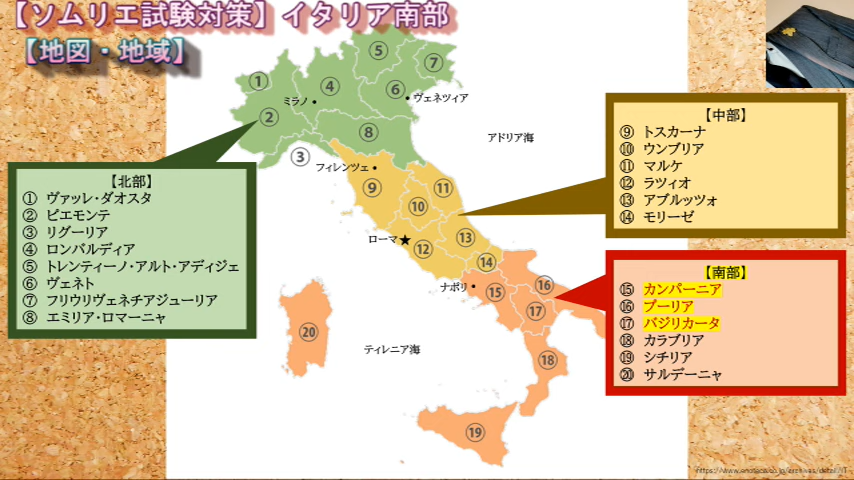 【ソムリエ試験対策】イタリア南部
【地図・地域】
⑤
⑦
①
④
⑥
ミラノ
ヴェネツィア
②
⑧
アドリア海
③
フィレンツェ
⑨
⑪
⑩
ローマ
⑫
⑬
⑭
ナポリ
⑮
⑯
⑰
⑳
ティレニア海
⑱
⑲
【北部】
① ヴァッレ・ダオスタ
② ピエモンテ
③ リグーリア
④ ロンバルディア
⑤ トレンティーノ・アルト・アディジェ
⑥ ヴェネト
⑦ フリウリヴェネチアジューリア
⑧ エミリア・ロマーニャ
【中部】
⑨ トスカーナ
⑩ ウンブリア
⑪ マルケ
⑫ ラツィオ
⑬ アブルッツォ
⑭ モリーゼ
【南部】
⑮ カンパーニア
⑯ プーリア
⑰ バジリカータ
⑱ カラブリア
⑲ シチリア
⑳ サルデーニャ